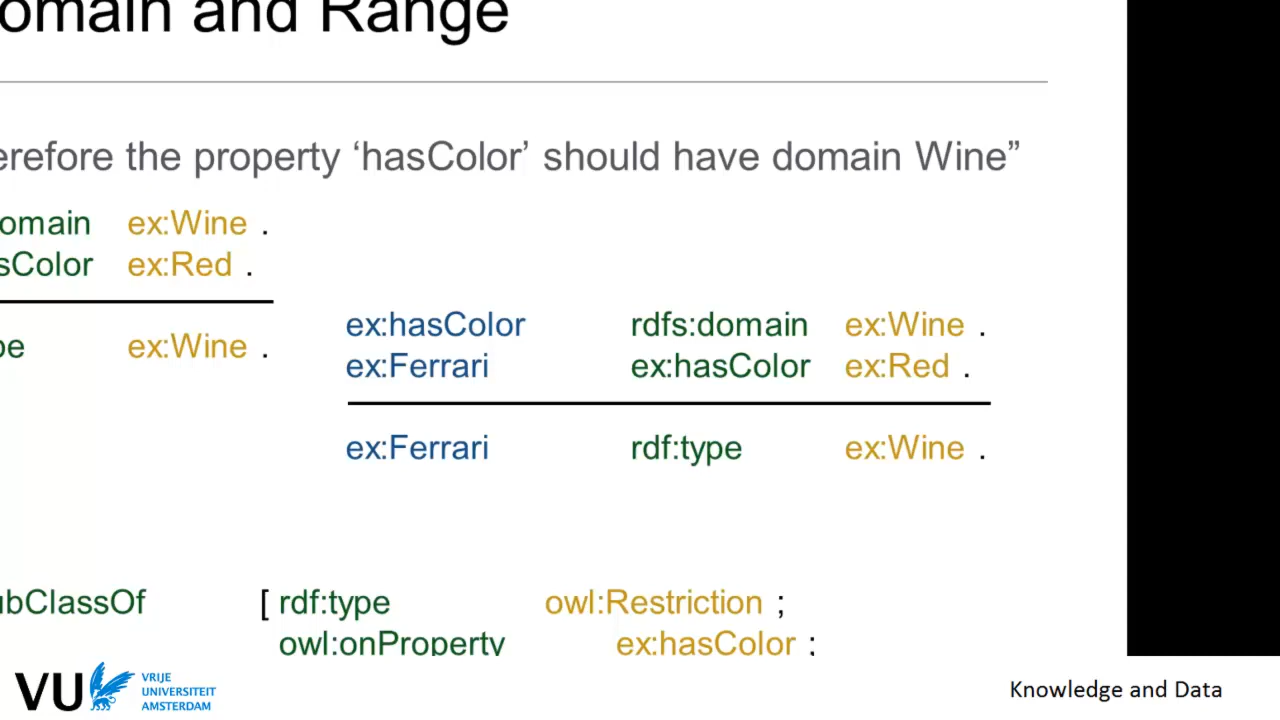 omain and Range
erefore the property ‘hasColor’ should have domain Wine”
omain ex:Wine .
sColor ex:Red .
pe ex:Wine .
ex:hasColor rdfs:domain ex:Wine .
ex:Ferrari ex:hasColor ex:Red .
ex:Ferrari rdf:type ex:Wine .
ubClassOf [ rdf:type owl:Restriction ;
owl:onProperty ex:hasColor ;
VU VRIJE
UNIVERSITEIT
AMSTERDAM
Knowledge and Data